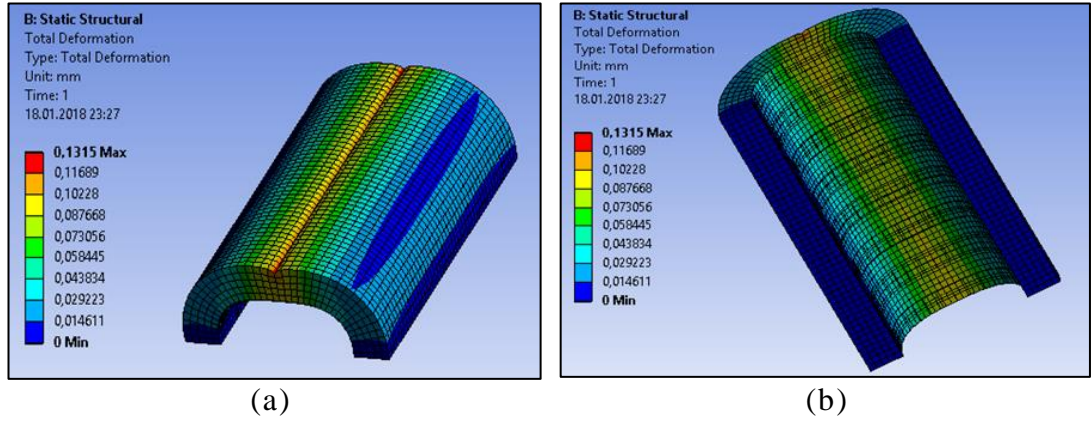 B: Static Structural
Total Deformation
Type: Total Deformation
Unit: mm
Time: 1
18.01.2018 23:27
0,1315 Max
0,11689
0,10228
0,087668
0,073056
0,058445
0,043834
0,029223
0,014611
0 Min
(a)
B: Static Structural
Total Deformation
Type: Total Deformation
Unit: mm
Time: 1
18.01.2018 23:27
0,1315 Max
0,11689
0,10228
0,087668
0,073056
0,058445
0,043834
0,029223
0,014611
0 Min
(b)